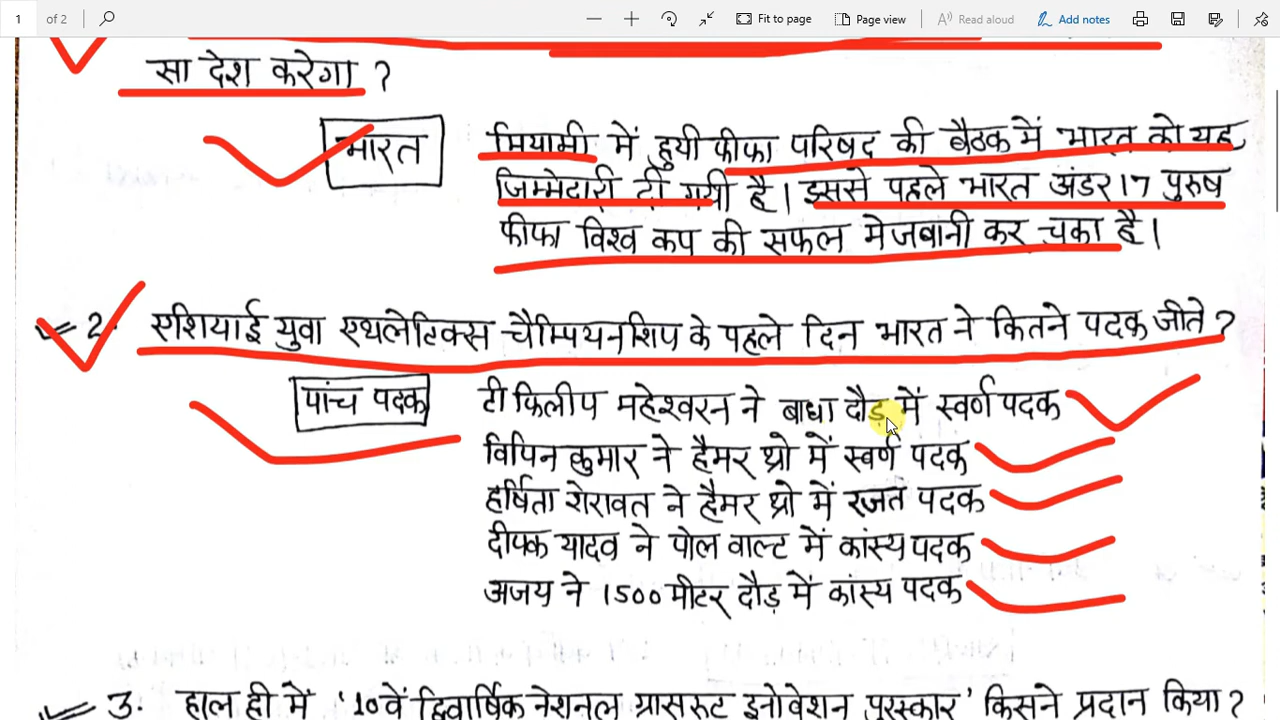 1 of 2 Fit to page Page view Read aloud Add notes
सा देश करेगा ?
भारत
मियामी में हुयी फीफा परिषद की बैठक में भारत को यह
जिम्मेदारी दी गयी है। इससे पहले भारत अंडर 17 पुरुष
फीफा विश्व कप की सफल मेजबानी कर चका है।
2. एशियाई युवा एथलेटिक्स चैम्पियनशिप के पहले दिन भारत ने कितने पदक जीते ?
पांच पदक
टी किलीप महेश्वरन ने बाधा दौड़ में स्वर्ण पदक
विपिन कुमार ने हैमर थ्रो में स्वर्ण पदक
हर्षिता शेरावत ने हैमर थ्रो में रजत पदक
दीपक यादव ने पोल वाल्ट में कांस्य पदक
अजय ने 1500 मीटर दौड़ में कांस्य पदक
3. हाल ही में '10वें द्विवार्षिक नेशनल ग्रासरूट इनोवेशन पुरस्कार' किसने प्रदान किया ?